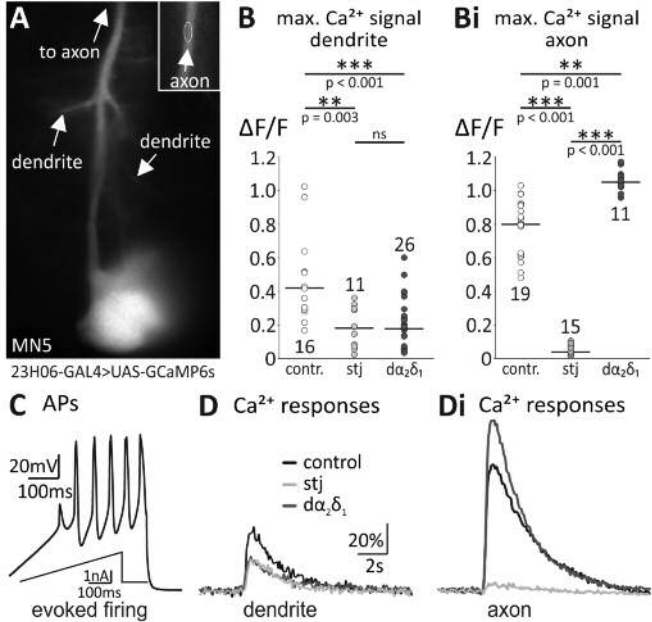 A
to axon
axon
dendrite
dendrite
MN5
23H06-GAL4>UAS-GCaMP6s
B max. Ca²⁺ signal
dendrite
***
p < 0.001
**
p = 0.003
ns
ΔF/F
1.2
1.0
0.8
0.6
0.4
0.2
0
16
11
26
contr. stj dα₂δ₁
Bi max. Ca²⁺ signal
axon
**
p = 0.001
***
p < 0.001
***
p < 0.001
ΔF/F
1.2
1.0
0.8
0.6
0.4
0.2
0
19
15
11
contr. stj dα₂δ₁
C APs
20mV
100ms
1nA
100ms
evoked firing
D Ca²⁺ responses
control
stj
dα₂δ₁
20%
2s
dendrite
Di Ca²⁺ responses
axon